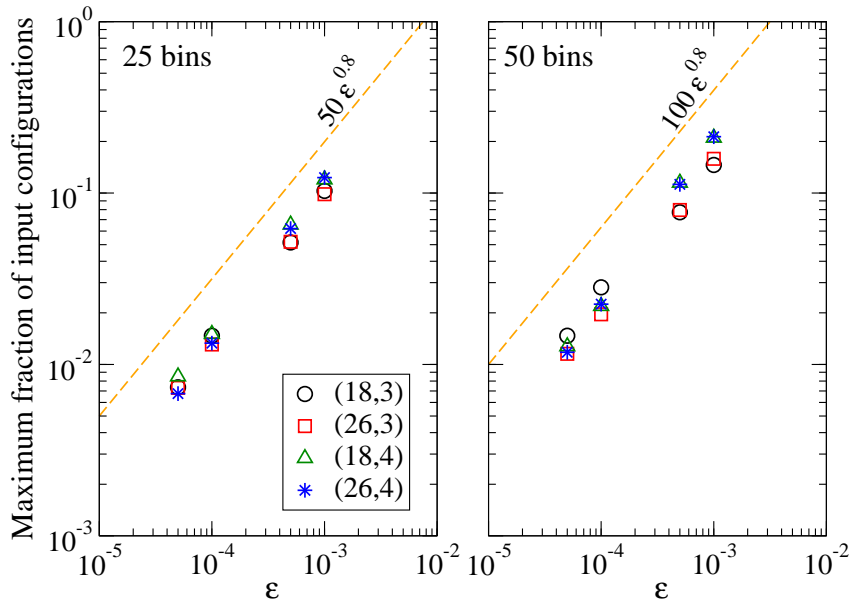 Maximum fraction of input configurations
10⁰
10⁻¹
10⁻²
10⁻³
25 bins
50 ε^0.8
(18,3)
(26,3)
(18,4)
(26,4)
10⁻⁵ 10⁻⁴ 10⁻³ 10⁻²
ε
50 bins
100 ε^0.8
10⁻⁵ 10⁻⁴ 10⁻³ 10⁻²
ε